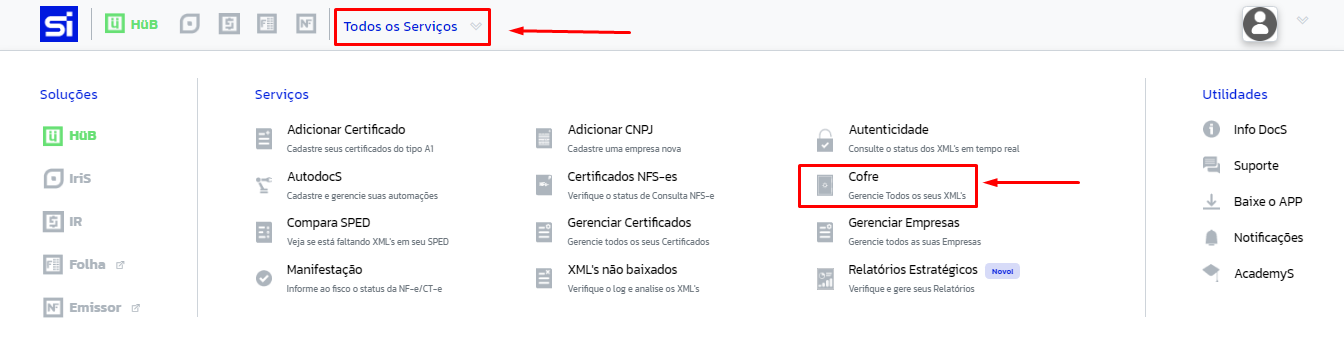 Si HüB Todos os Serviços
Soluções
HüB
IriS
IR
Folha
Emissor
Serviços
Adicionar Certificado
Cadastre seus certificados do tipo A1
AutodocS
Cadastre e gerencie suas automações
Compara SPED
Veja se está faltando XML's em seu SPED
Manifestação
Informe ao fisco o status da NF-e/CT-e
Adicionar CNPJ
Cadastre uma empresa nova
Certificados NFS-es
Verifique o status de Consulta NFS-e
Gerenciar Certificados
Gerencie todos os seus Certificados
XML's não baixados
Verifique o log e analise os XML's
Autenticidade
Consulte o status dos XML's em tempo real
Cofre
Gerencie Todos os seus XML's
Gerenciar Empresas
Gerencie todos as suas Empresas
Relatórios Estratégicos Novo!
Verifique e gere seus Relatórios
Utilidades
Info DocS
Suporte
Baixe o APP
Notificações
AcademyS